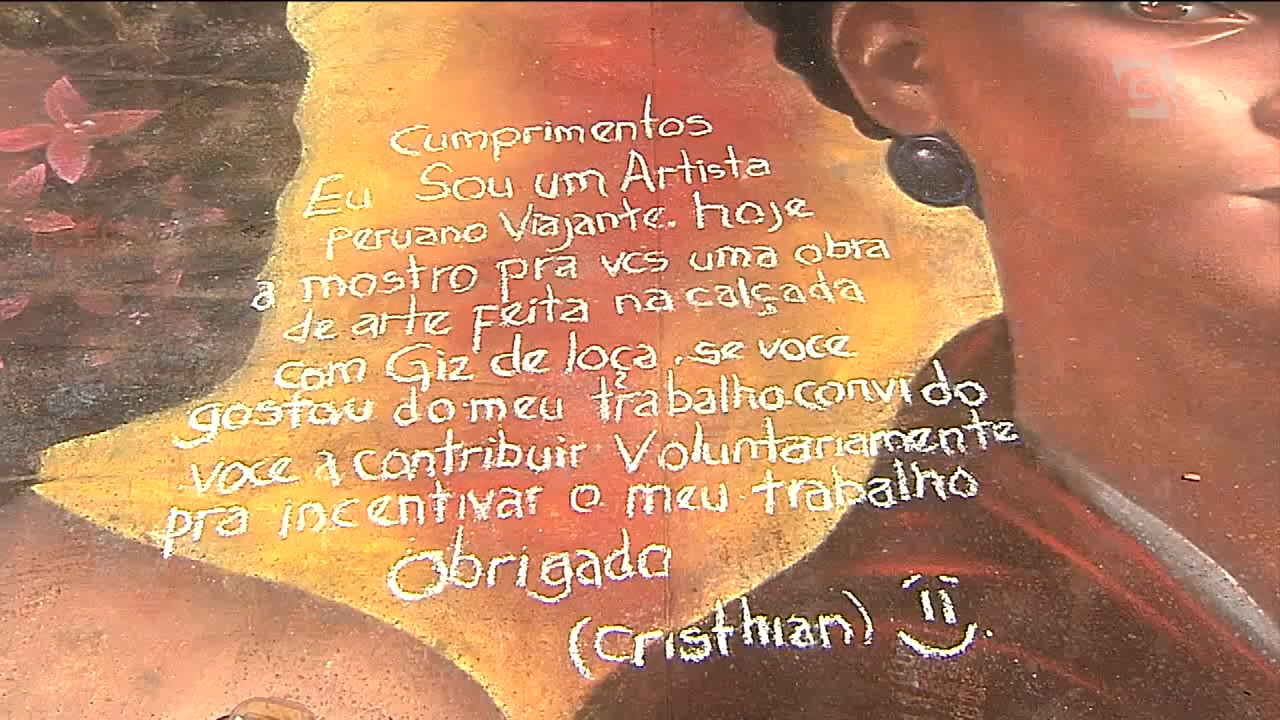 Cumprimentos
Eu Sou um Artista
peruano Viajante. hoje
a mostro pra vcs uma obra
de arte feita na calçada
com Giz de loça. se voce
gostou do meu trabalho convido
voce a contribuir Voluntariamente
pra incentivar o meu trabalho
Obrigado
(Cristhian)